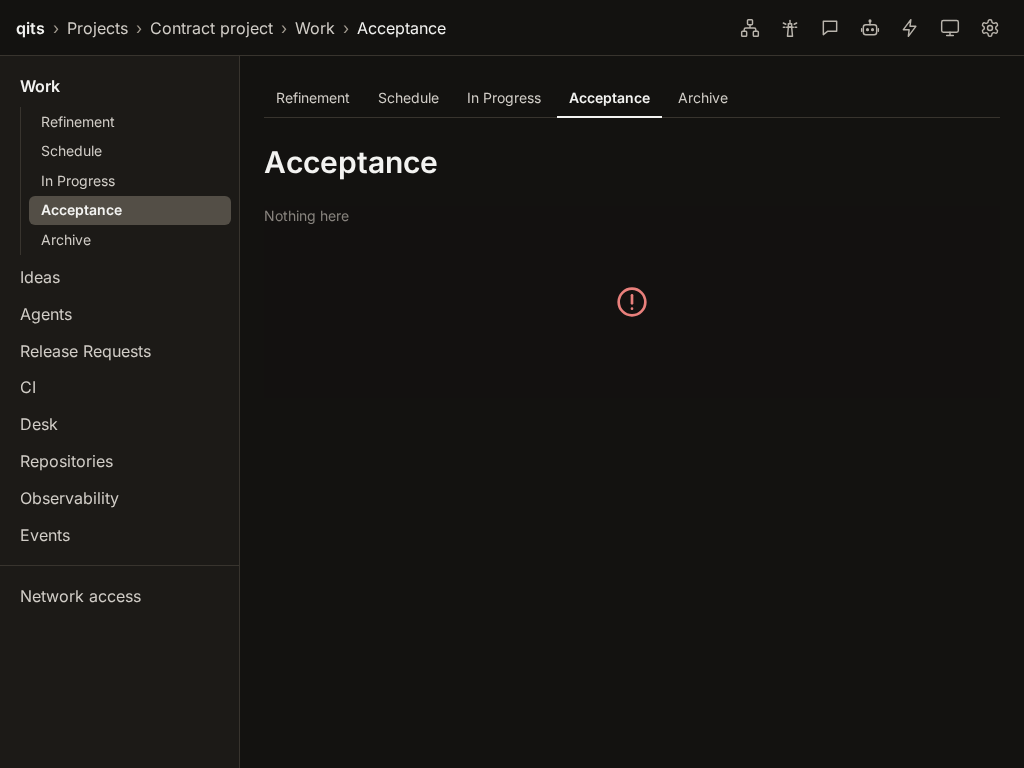 qits › Projects › Contract project › Work › Acceptance
Work
Refinement
Schedule
In Progress
Acceptance
Archive
Ideas
Agents
Release Requests
CI
Desk
Repositories
Observability
Events
Network access
Refinement Schedule In Progress Acceptance Archive
Acceptance
Nothing here